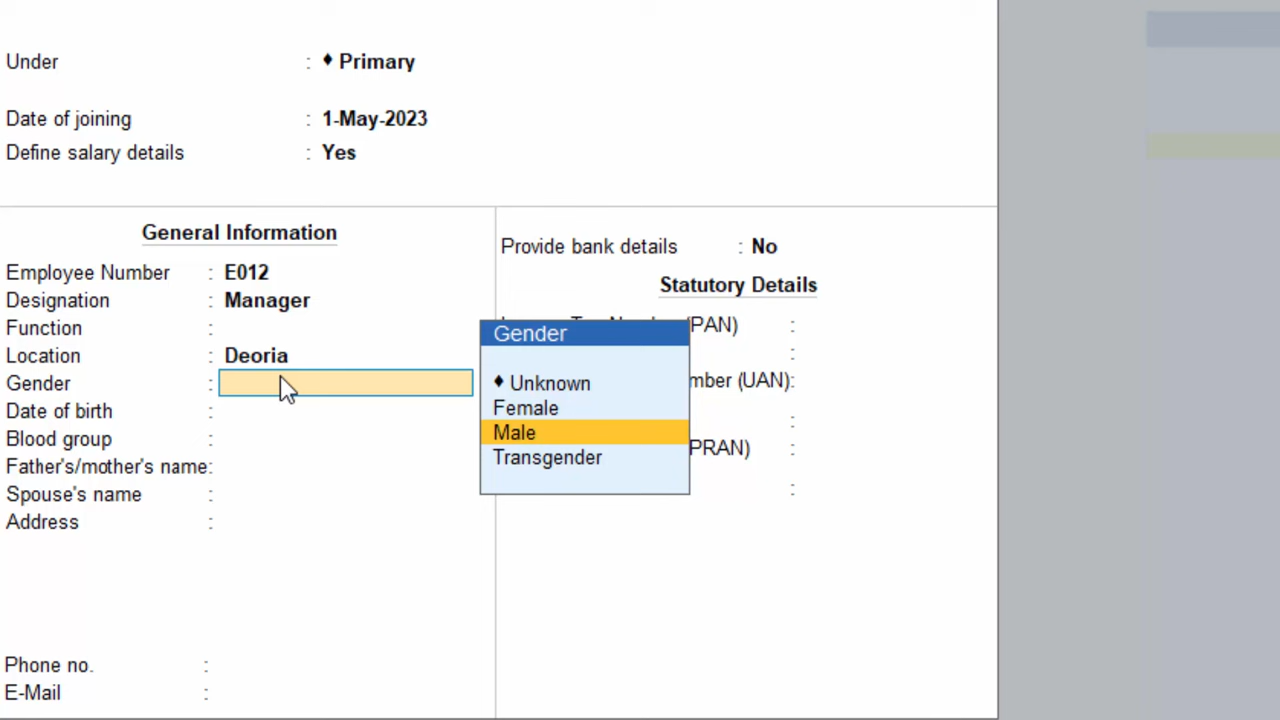 Under : ♦ Primary
Date of joining : 1-May-2023
Define salary details : Yes
General Information
Employee Number : E012
Designation : Manager
Function :
Location : Deoria
Gender :
Date of birth :
Blood group :
Father's/mother's name:
Spouse's name :
Address :
Phone no. :
E-Mail :
Provide bank details : No
Statutory Details
(PAN) :
:
mber (UAN):
:
PRAN) :
:
Gender
♦ Unknown
Female
Male
Transgender